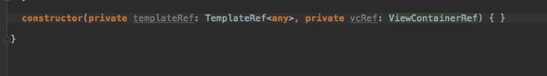 constructor(private templateRef: TemplateRef<any>, private vcRef: ViewContainerRef) { }
}